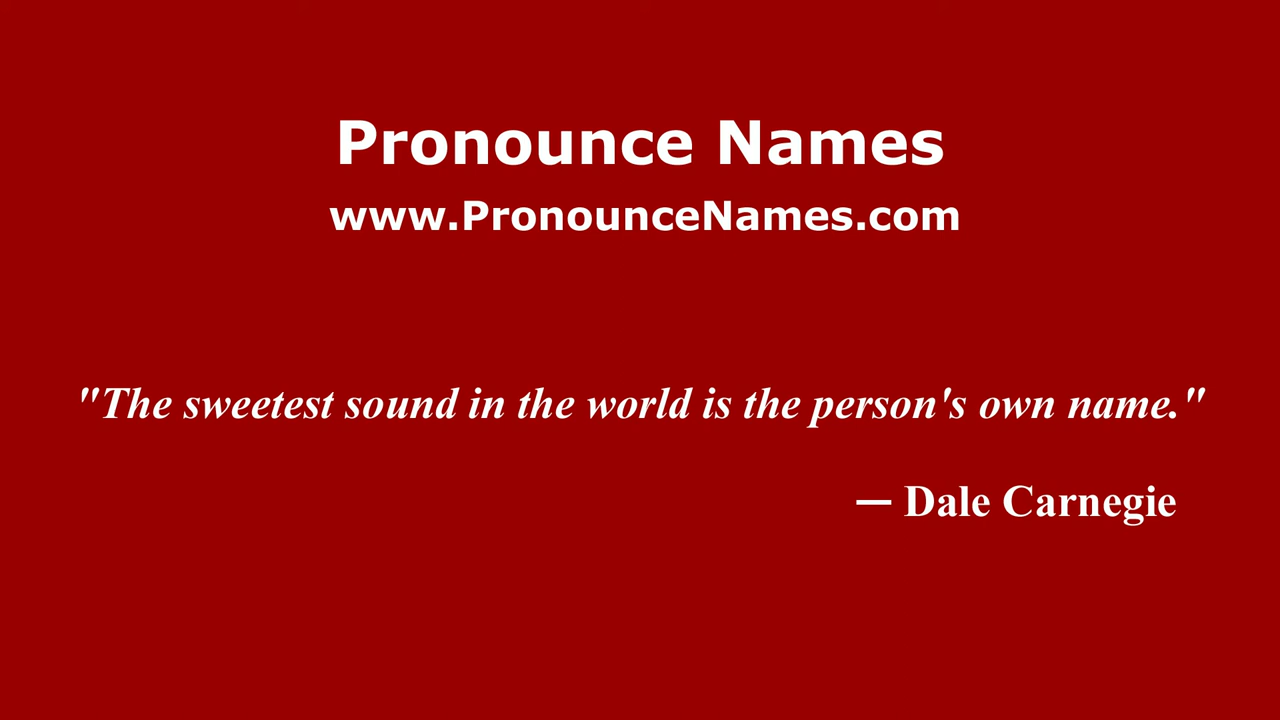 Pronounce Names
www.PronounceNames.com
"The sweetest sound in the world is the person's own name."
— Dale Carnegie